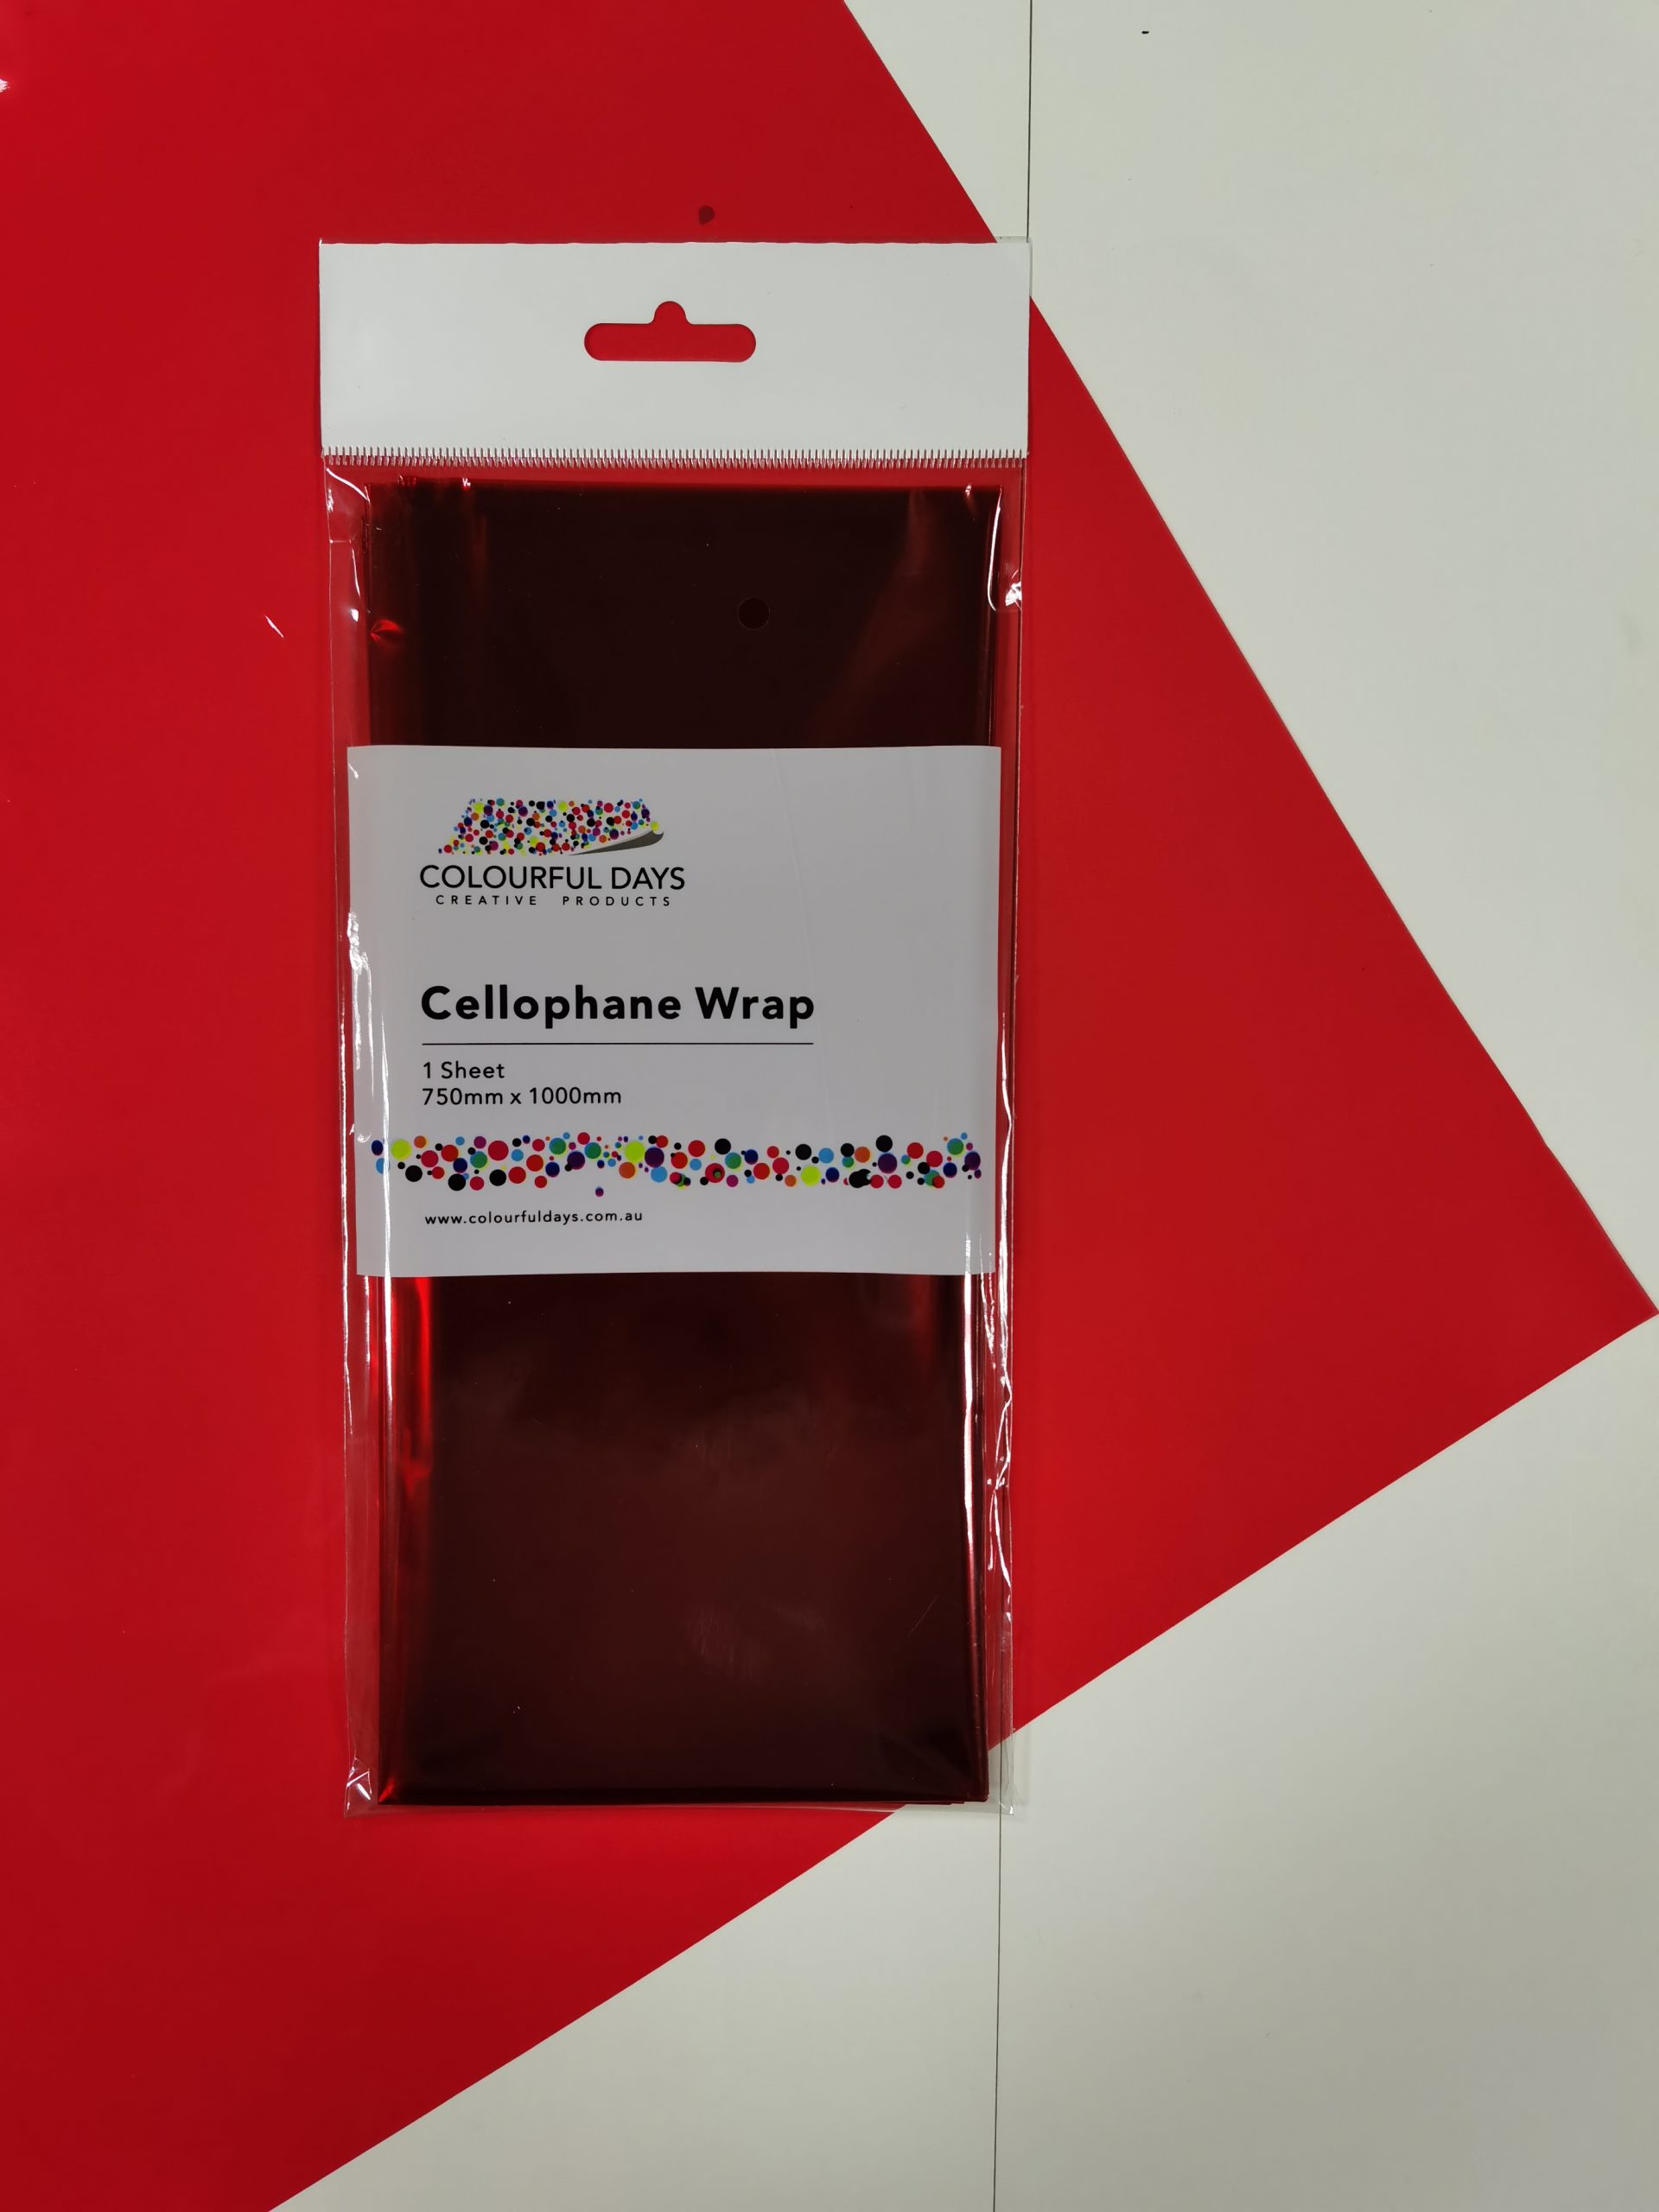 COLOURFUL DAYS
CREATIVE PRODUCTS
Cellophane Wrap
1 Sheet
750mm x 1000mm
www.colourfuldays.com.au